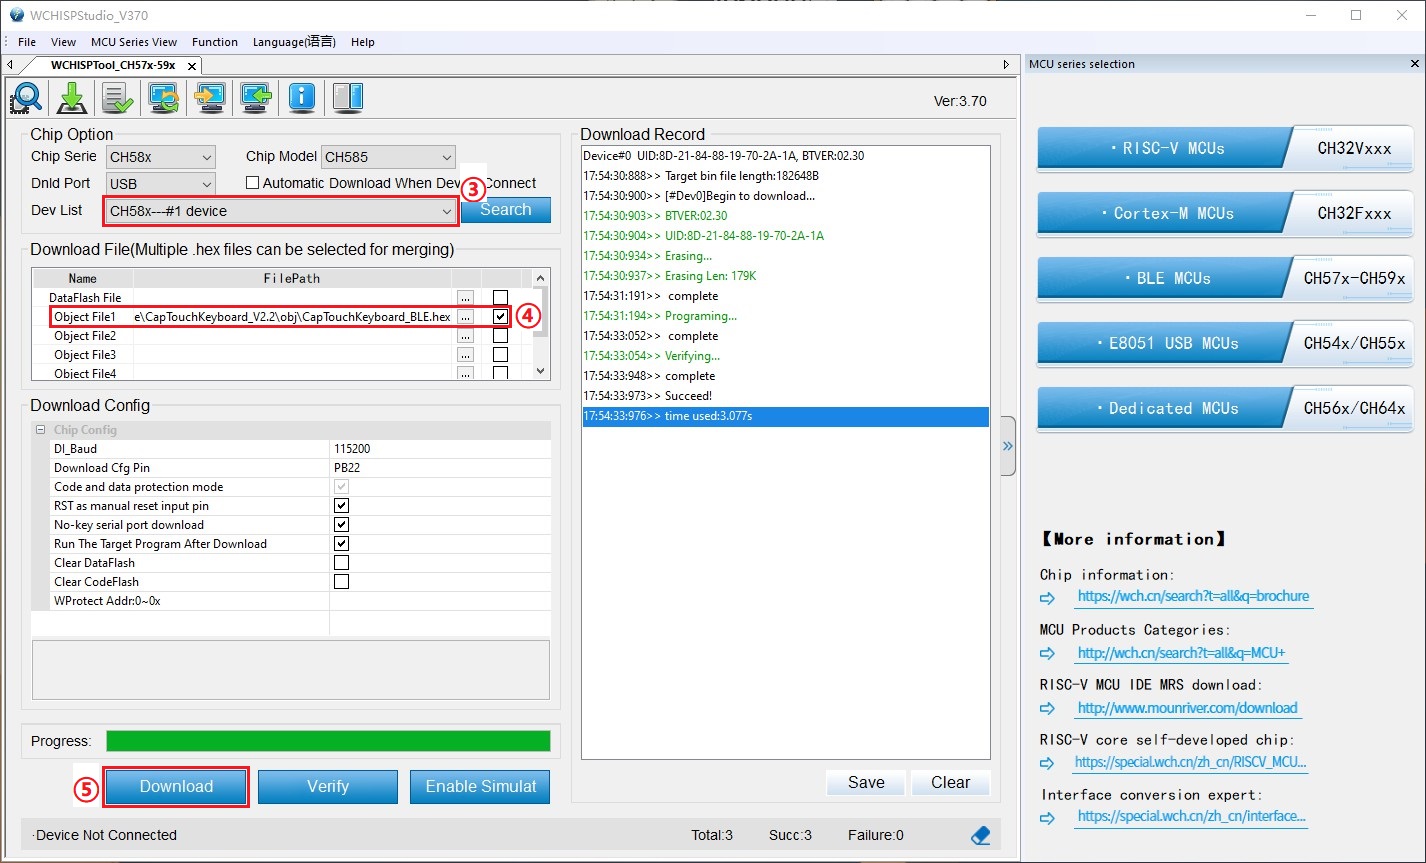 WCHISPStudio_V370
File View MCU Series View Function Language(语言) Help
WCHISPTool_CH57x-59x
MCU series selection
Ver:3.70
Chip Option
Chip Serie CH58x Chip Model CH585
Dnld Port USB Automatic Download When Dev Connect
Dev List CH58x---#1 device ③ Search
Download File(Multiple .hex files can be selected for merging)
Name FilePath
DataFlash File ...
Object File1 e\CapTouchKeyboard_V2.2\obj\CapTouchKeyboard_BLE.hex ... ④
Object File2 ...
Object File3 ...
Object File4 ...
Download Config
Chip Config
DI_Baud 115200
Download Cfg Pin PB22
Code and data protection mode
RST as manual reset input pin
No-key serial port download
Run The Target Program After Download
Clear DataFlash
Clear CodeFlash
WProtect Addr:0~0x
Progress:
⑤ Download Verify Enable Simulat
Download Record
Device#0 UID:8D-21-84-88-19-70-2A-1A, BTVER:02.30
17:54:30:888>> Target bin file length:182648B
17:54:30:900>> [#Dev0]Begin to download...
17:54:30:903>> BTVER:02.30
17:54:30:904>> UID:8D-21-84-88-19-70-2A-1A
17:54:30:934>> Erasing...
17:54:30:937>> Erasing Len: 179K
17:54:31:191>> complete
17:54:31:194>> Programing...
17:54:33:052>> complete
17:54:33:054>> Verifying...
17:54:33:948>> complete
17:54:33:973>> Succeed!
17:54:33:976>> time used:3.077s
Save Clear
·Device Not Connected Total:3 Succ:3 Failure:0
·RISC-V MCUs CH32Vxxx
·Cortex-M MCUs CH32Fxxx
·BLE MCUs CH57x-CH59x
·E8051 USB MCUs CH54x/CH55x
·Dedicated MCUs CH56x/CH64x
【More information】
Chip information:
https://wch.cn/search?t=all&q=brochure
MCU Products Categories:
http://wch.cn/search?t=all&q=MCU+
RISC-V MCU IDE MRS download:
http://www.mounriver.com/download
RISC-V core self-developed chip:
https://special.wch.cn/zh_cn/RISCV_MCU...
Interface conversion expert:
https://special.wch.cn/zh_cn/interface...